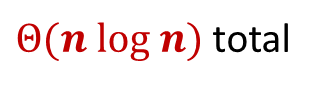 Θ(n log n) total